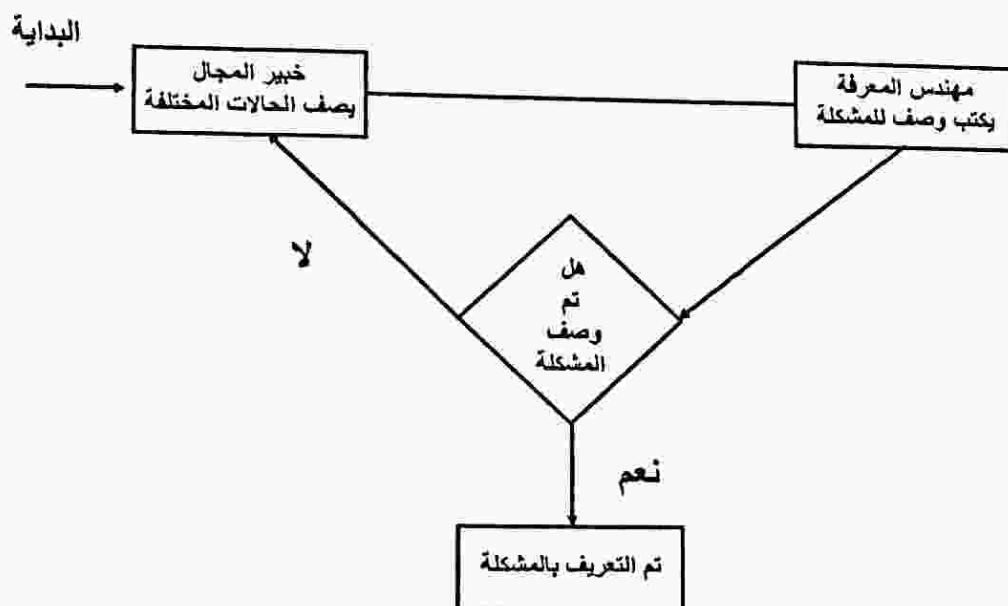 البداية
خبير المجال
يصف الحالات المختلفة
مهندس المعرفة
يكتب وصف للمشكلة
هل
تم
وصف
المشكلة
لا
نعم
تم التعريف بالمشكلة